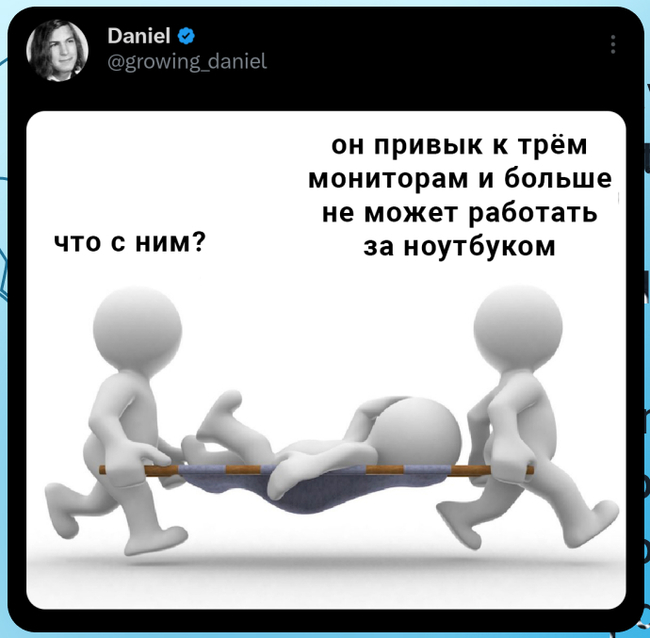 Daniel
@growing_daniel
что с ним?
он привык к трём
мониторам и больше
не может работать
за ноутбуком